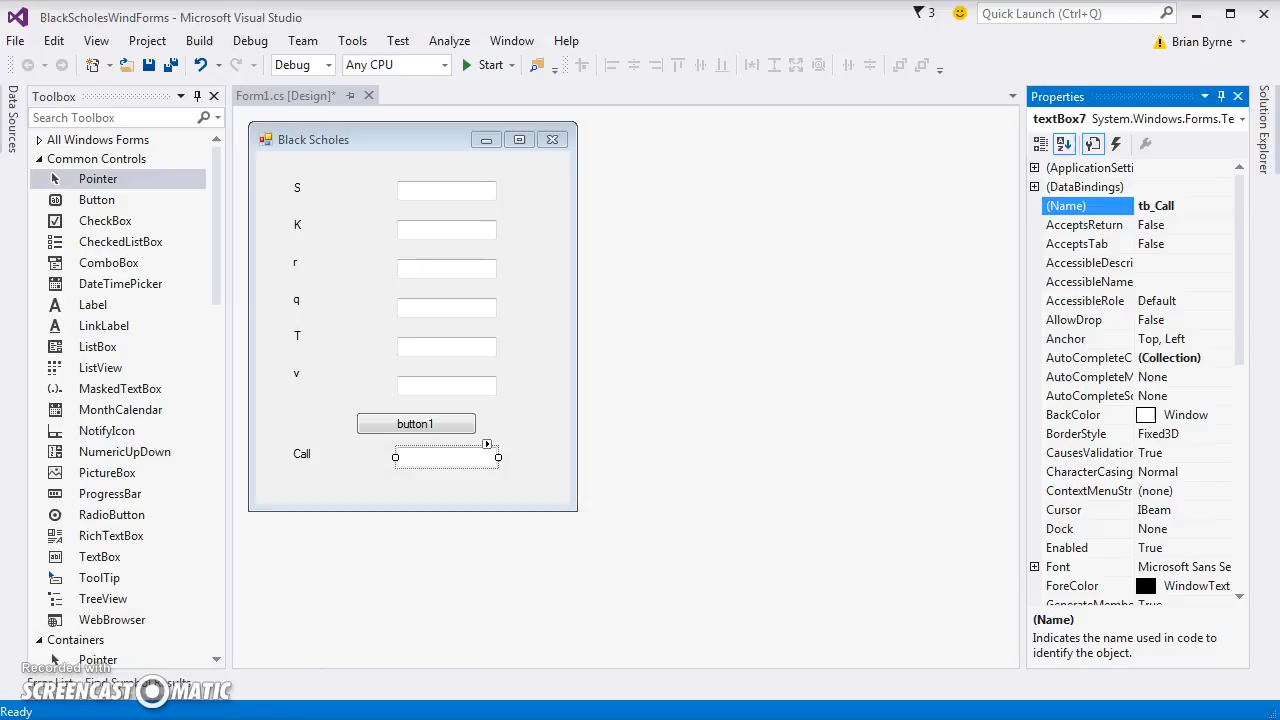 BlackScholesWindForms - Microsoft Visual Studio
3
Quick Launch (Ctrl+Q)
File Edit View Project Build Debug Team Tools Test Analyze Window Help
Brian Byrne
Debug Any CPU Start
Data Sources
Toolbox
Search Toolbox
All Windows Forms
Common Controls
Pointer
Button
CheckBox
CheckedListBox
ComboBox
DateTimePicker
Label
LinkLabel
ListBox
ListView
MaskedTextBox
MonthCalendar
NotifyIcon
NumericUpDown
PictureBox
ProgressBar
RadioButton
RichTextBox
TextBox
ToolTip
TreeView
WebBrowser
Containers
Pointer
Form1.cs [Design]*
Black Scholes
S
K
r
q
T
v
button1
Call
Properties
textBox7 System.Windows.Forms.Te
(ApplicationSetti
(DataBindings)
(Name) tb_Call
AcceptsReturn False
AcceptsTab False
AccessibleDescri
AccessibleName
AccessibleRole Default
AllowDrop False
Anchor Top, Left
AutoCompleteC (Collection)
AutoCompleteM None
AutoCompleteSo None
BackColor Window
BorderStyle Fixed3D
CausesValidation True
CharacterCasing Normal
ContextMenuStr (none)
Cursor IBeam
Dock None
Enabled True
Font Microsoft Sans Se
ForeColor WindowText
GenerateMembe True
(Name)
Indicates the name used in code to
identify the object.
Solution Explorer
Recorded with
SCREENCAST MATIC
Ready